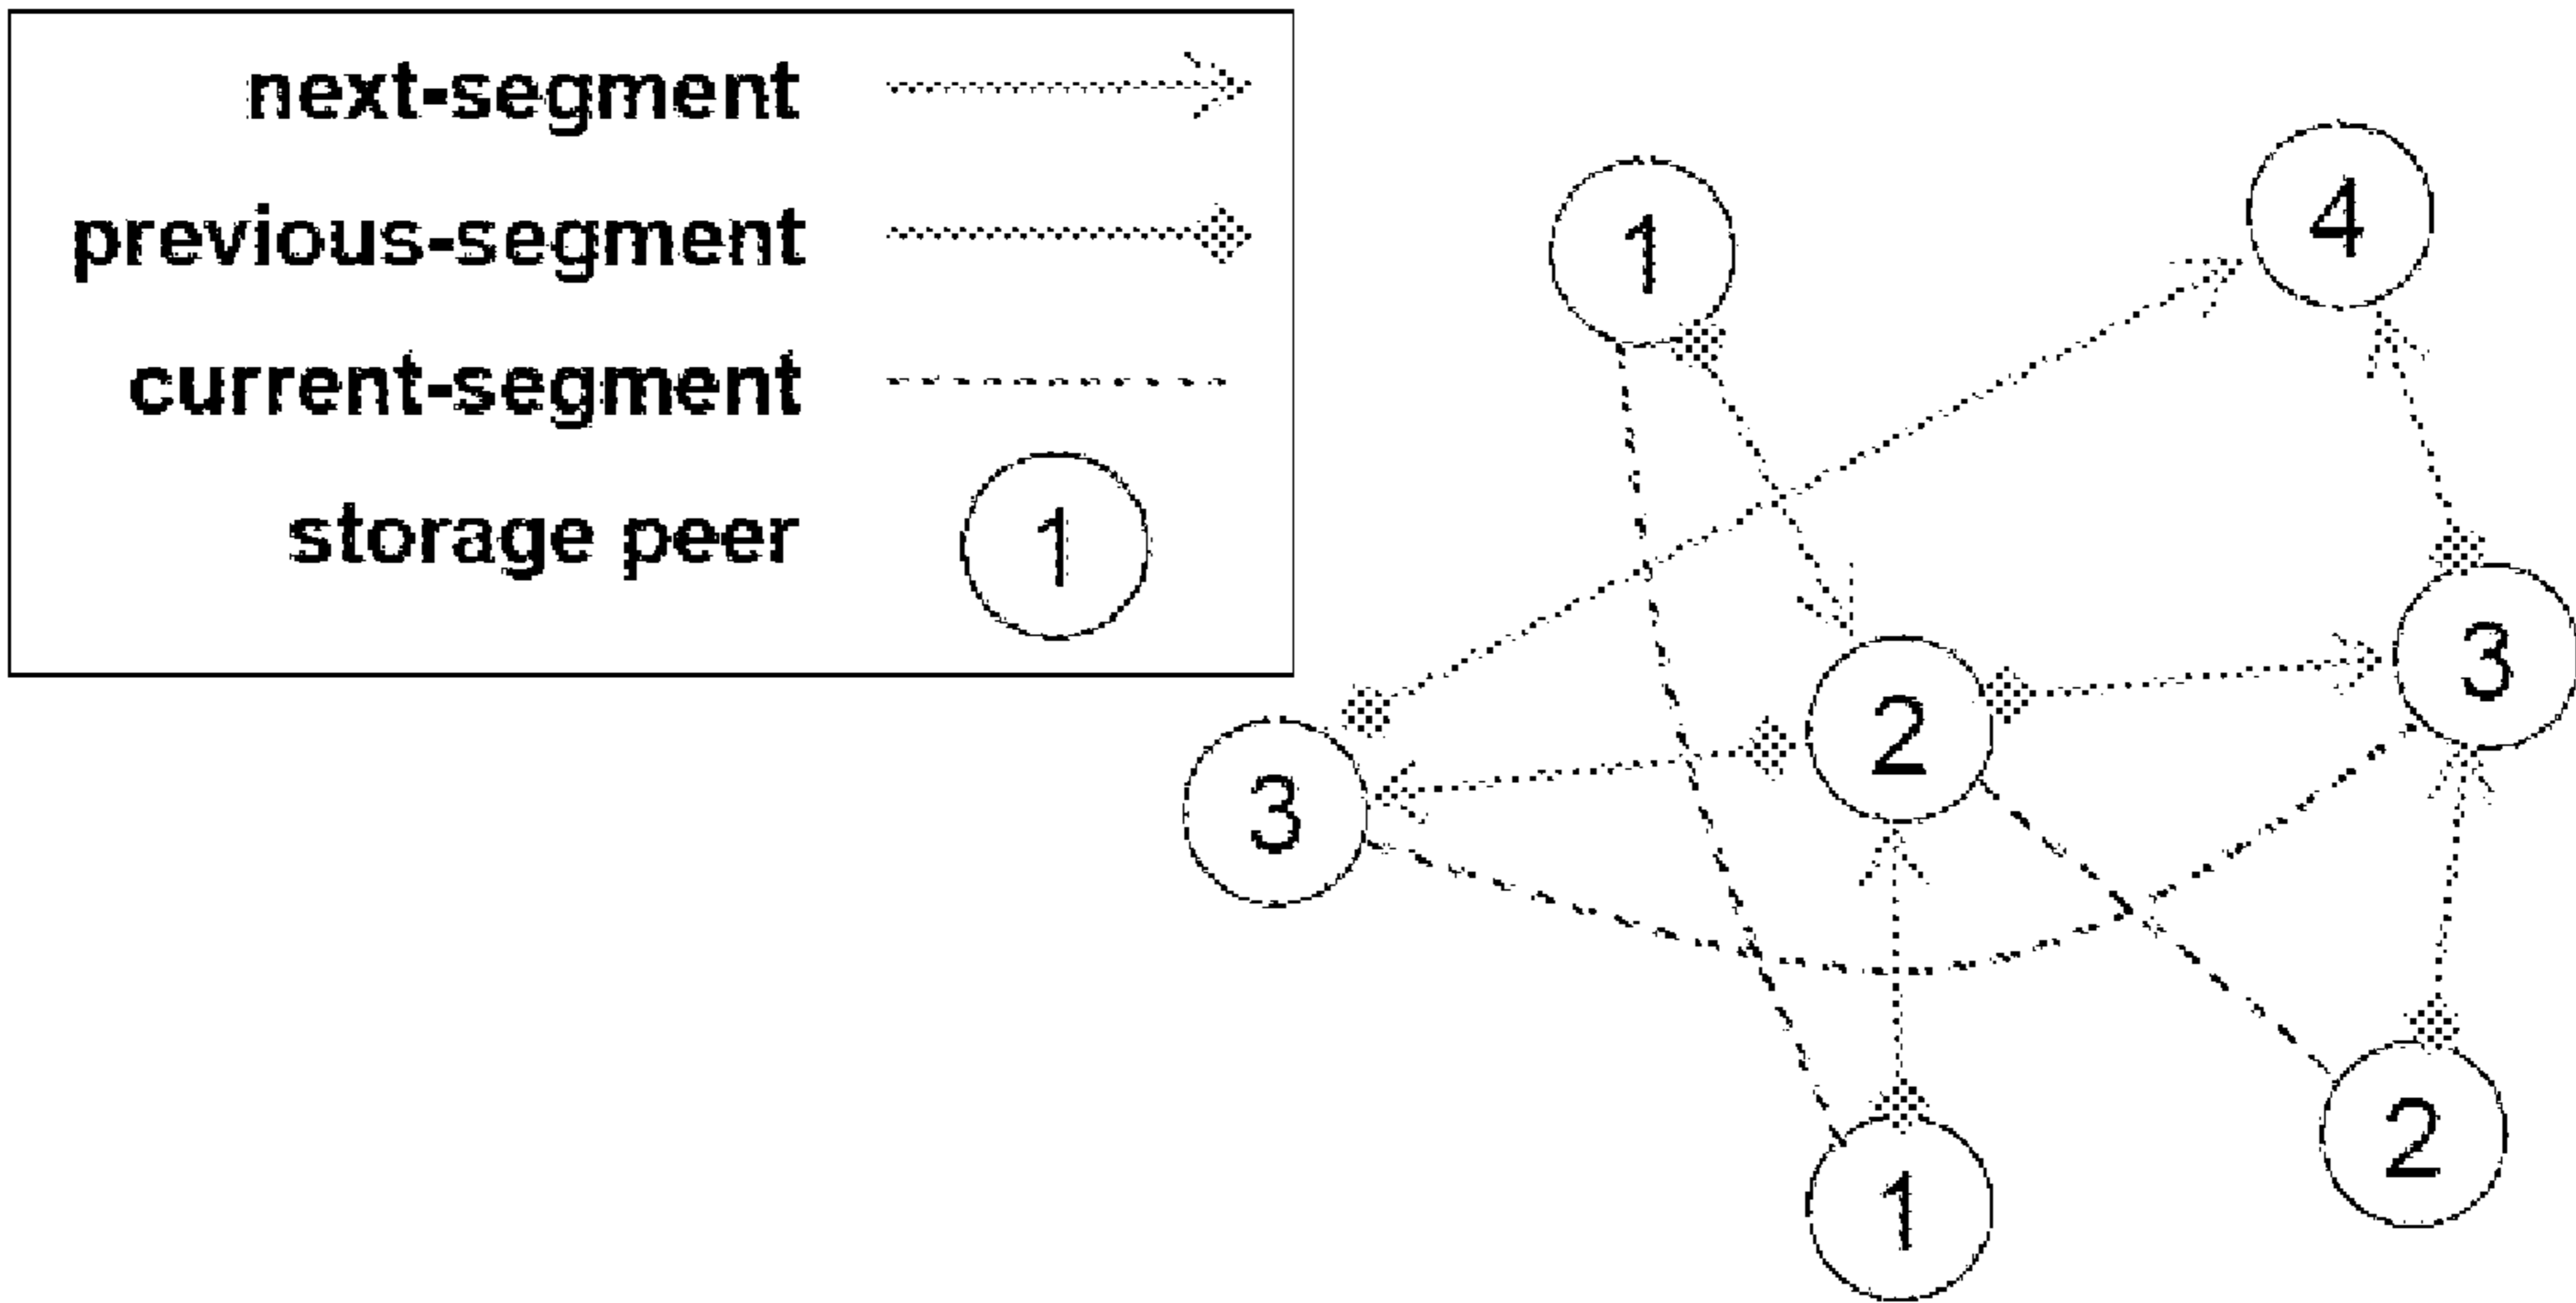 next-segment
previous-segment
current-segment
storage peer 1
1
4
2
3
3
2
1